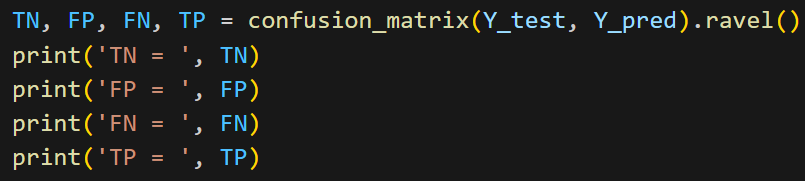 TN, FP, FN, TP = confusion_matrix(Y_test, Y_pred).ravel()
print('TN = ', TN)
print('FP = ', FP)
print('FN = ', FN)
print('TP = ', TP)